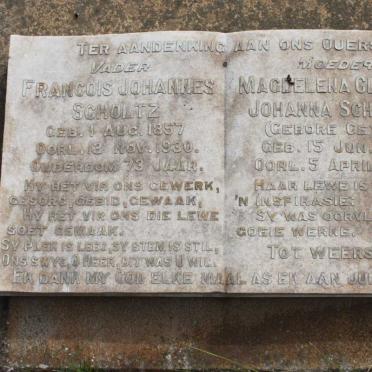 TER AANDENKING AAN ONS OUERS
VADER
FRANCOIS JOHANNES
SCHOLTZ
GEB. 1 AUG. 1857
OORL. 18 NOV. 1930.
OUDERDOM 73 JAAR.
HY HET VIR ONS GEWERK,
GESORG, GEBID, GEWAAK,
HY HET VIR ONS DIE LEWE
SOET GEMAAK.
SY PLEK IS LEEG, SY STEM IS STIL,
ONS SKYE, O HEER, DIT WAS U WIL.
MOEDER
MAGDELENA
JOHANNA SCH
(GEBORE
GEB. 15 JUN
OORL. 5 APRIL
HAAR LEWE IS
'N INSPIRASIE:
SY WAS
GOEIE WERKE.
TOT WEERS
EK DANK MY GOD ELKE MAAL AS EK AAN JUL